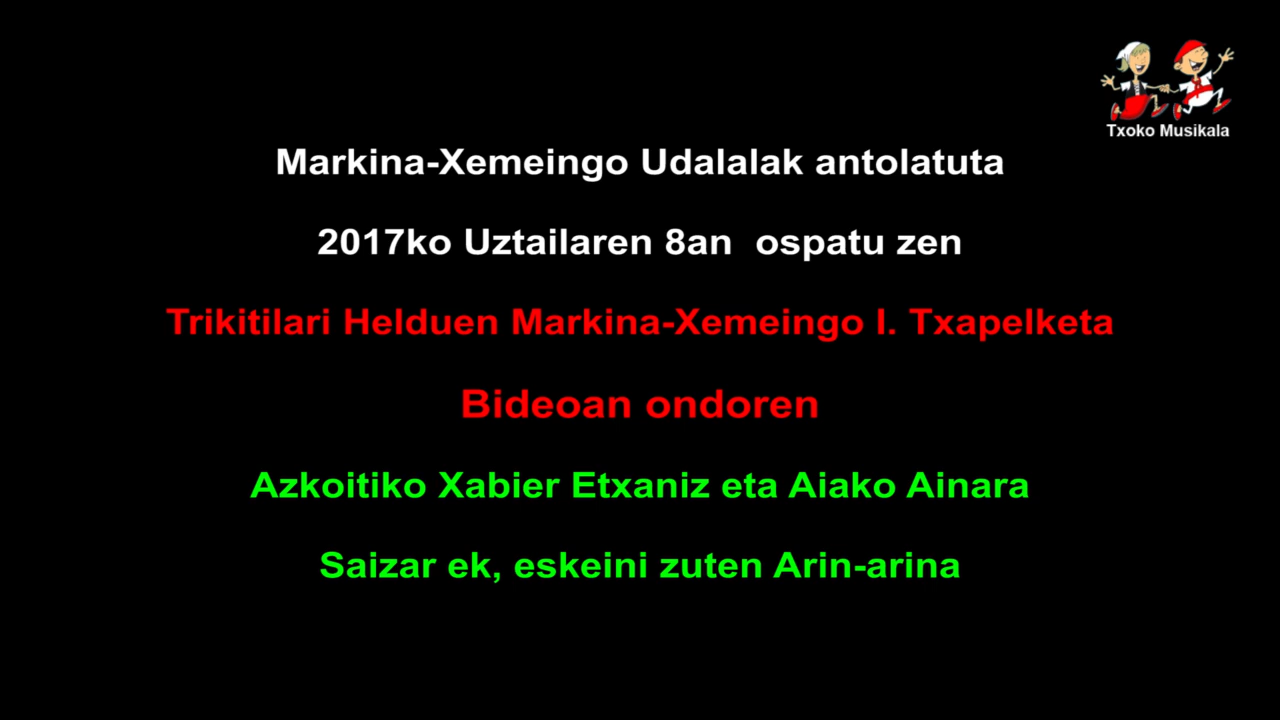 Txoko Musikala
Markina-Xemeingo Udalalak antolatuta
2017ko Uztailaren 8an  ospatu zen
Trikitilari Helduen Markina-Xemeingo I. Txapelketa
Bideoan ondoren
Azkoitiko Xabier Etxaniz eta Aiako Ainara
Saizar ek, eskeini zuten Arin-arina